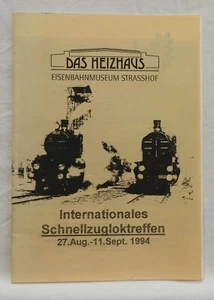 DAS HEIZHAUS
EISENBAHNMUSEUM STRASSHOF
Internationales
Schnellzugloktreffen
27.Aug.-11.Sept. 1994